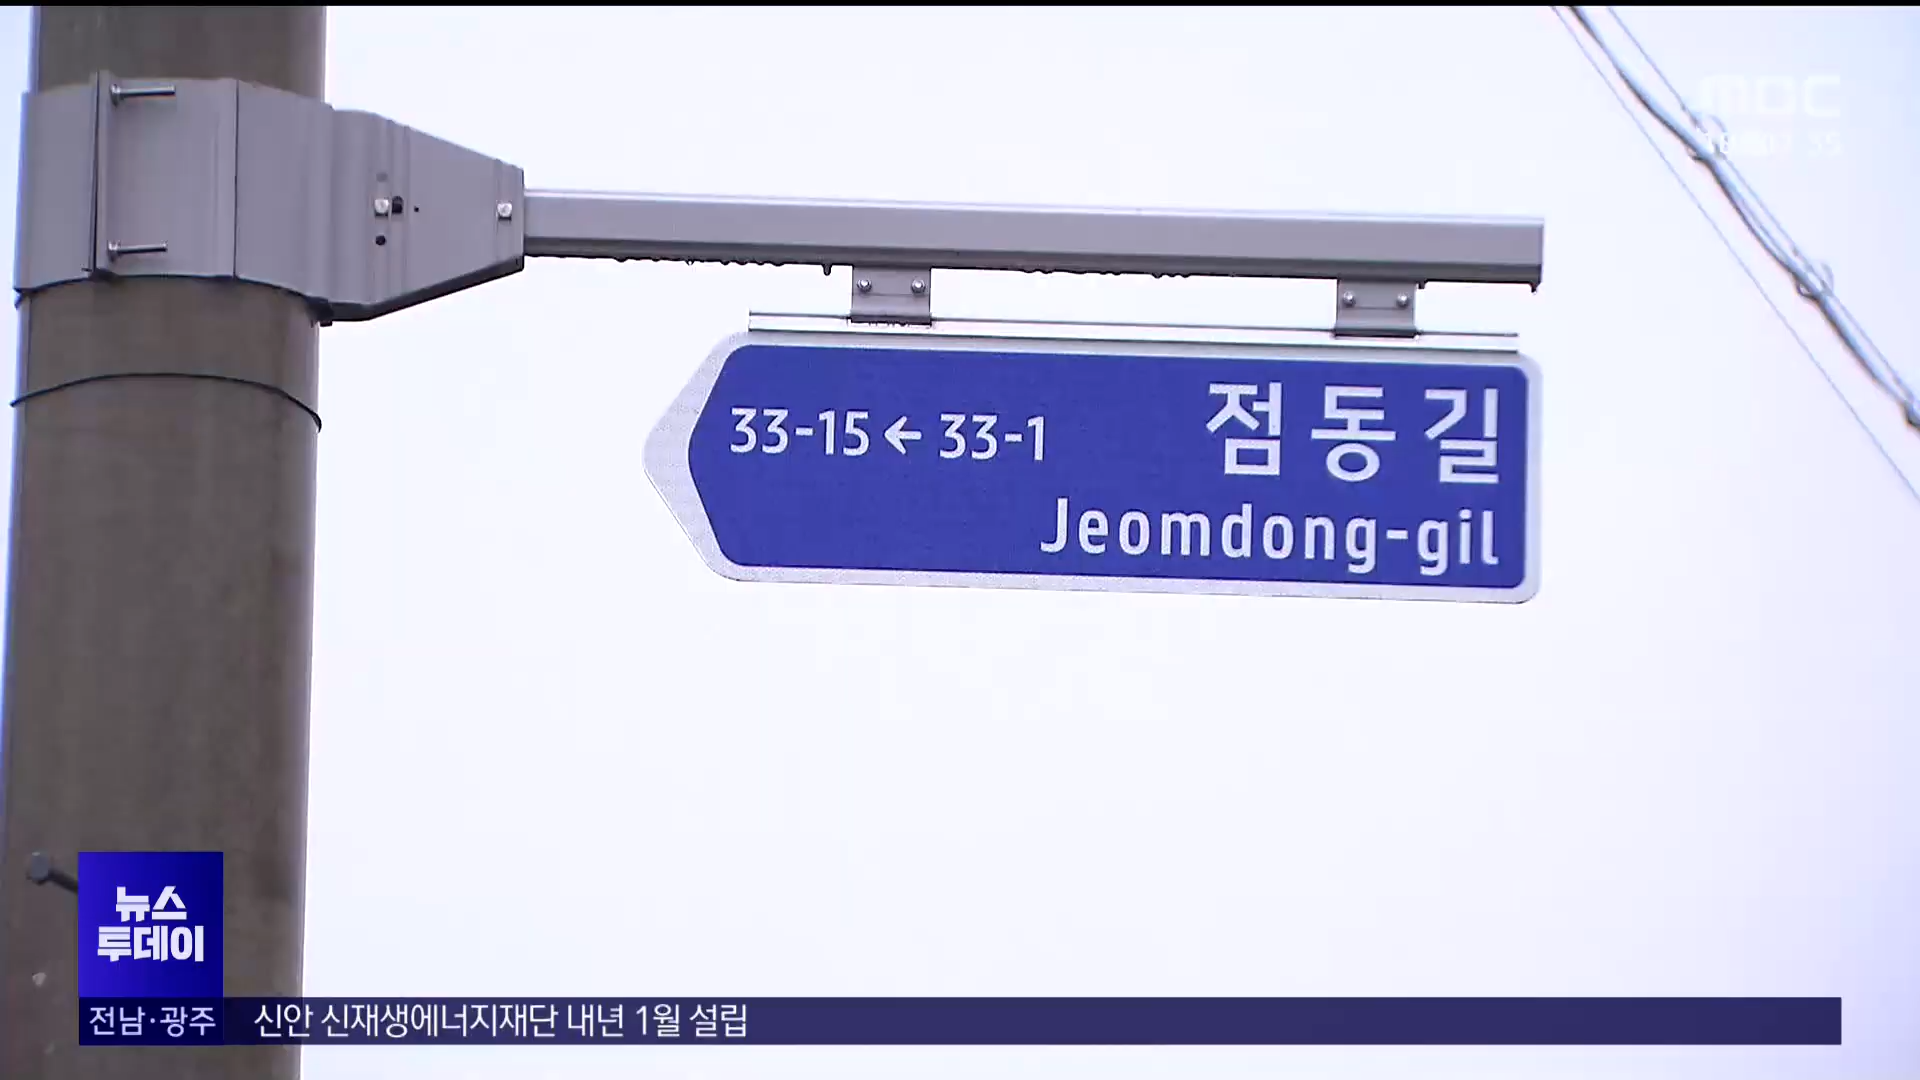 MBC
33-15 ← 33-1
점동길
Jeomdong-gil
뉴스
투데이
전남·광주 신안 신재생에너지재단 내년 1월 설립